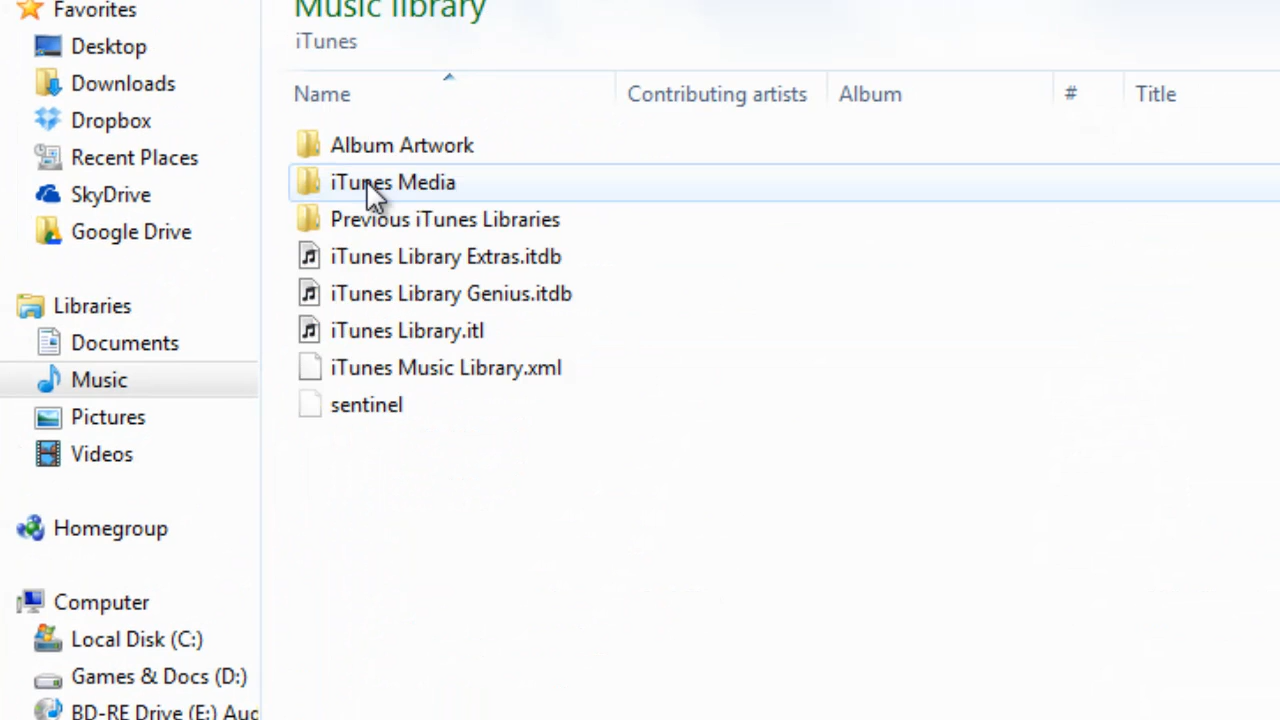 Favorites
Desktop
Downloads
Dropbox
Recent Places
SkyDrive
Google Drive
Libraries
Documents
Music
Pictures
Videos
Homegroup
Computer
Local Disk (C:)
Games & Docs (D:)
BD-RE Drive (E:) Auc
Music library
iTunes
Name Contributing artists Album # Title
Album Artwork
iTunes Media
Previous iTunes Libraries
iTunes Library Extras.itdb
iTunes Library Genius.itdb
iTunes Library.itl
iTunes Music Library.xml
sentinel